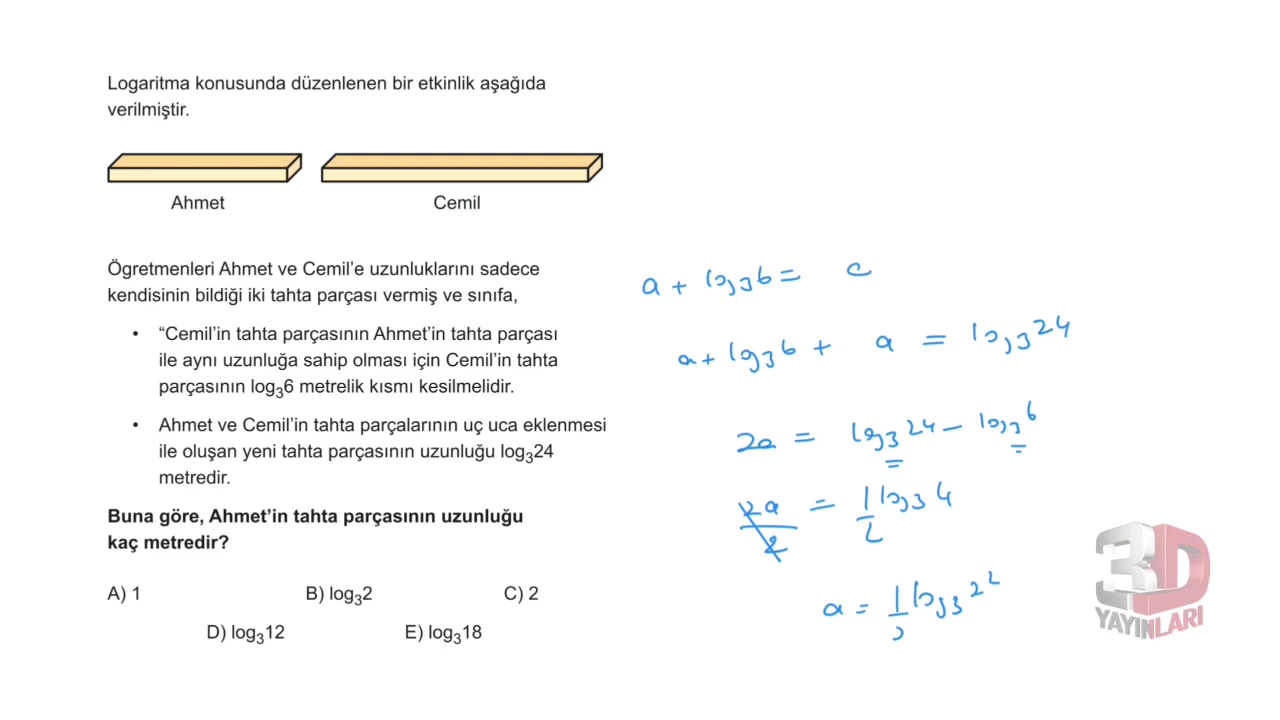 Logaritma konusunda düzenlenen bir etkinlik aşağıda
verilmiştir.
Ahmet
Cemil
Ögretmenleri Ahmet ve Cemil’e uzunluklarını sadece
kendisinin bildiği iki tahta parçası vermiş ve sınıfa,
• “Cemil’in tahta parçasının Ahmet’in tahta parçası
ile aynı uzunluğa sahip olması için Cemil’in tahta
parçasının log₃6 metrelik kısmı kesilmelidir.
• Ahmet ve Cemil’in tahta parçalarının uç uca eklenmesi
ile oluşan yeni tahta parçasının uzunluğu log₃24
metredir.
Buna göre, Ahmet’in tahta parçasının uzunluğu
kaç metredir?
A) 1 B) log₃2 C) 2
D) log₃12 E) log₃18
a + log₃6 = c
a + log₃6 + a = log₃24
2a = log₃24 - log₃6
2a/2 = 1/2 log₃4
a = 1/2 log₃2²
3D
YAYINLARI